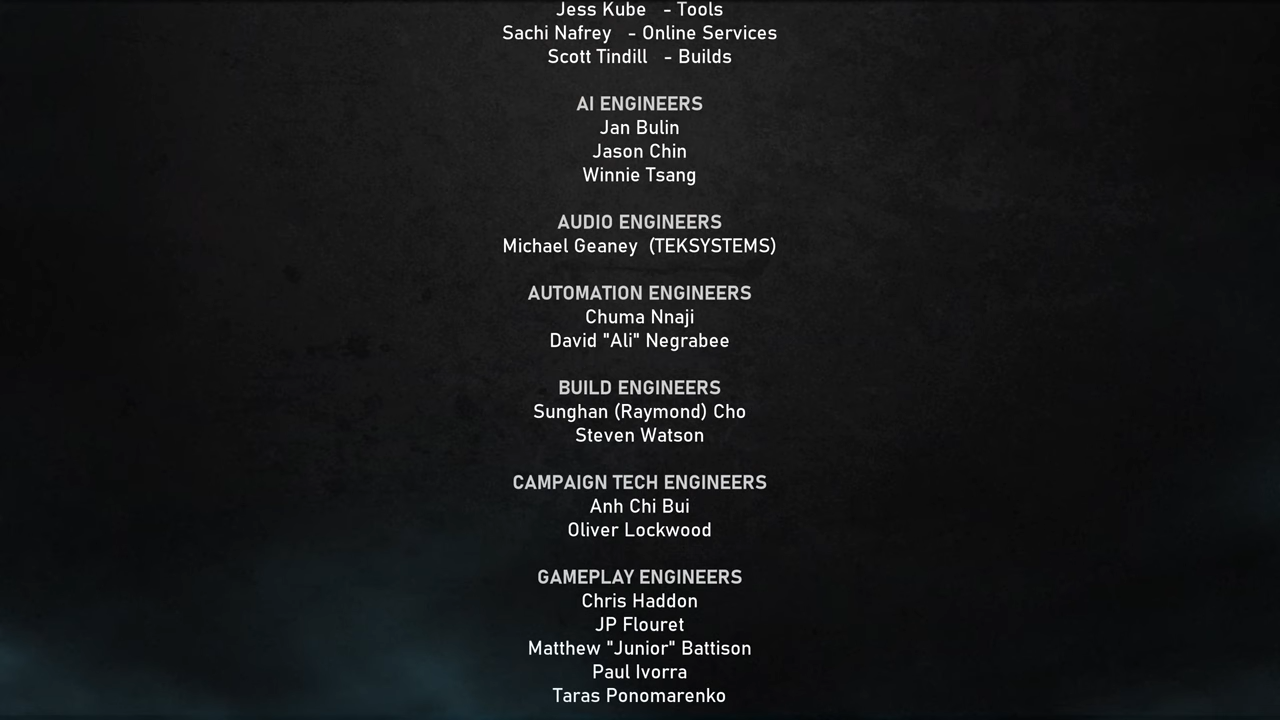 Jess Kube - Tools
Sachi Nafrey - Online Services
Scott Tindill - Builds
AI ENGINEERS
Jan Bulin
Jason Chin
Winnie Tsang
AUDIO ENGINEERS
Michael Geaney (TEKSYSTEMS)
AUTOMATION ENGINEERS
Chuma Nnaji
David "Ali" Negrabee
BUILD ENGINEERS
Sunghan (Raymond) Cho
Steven Watson
CAMPAIGN TECH ENGINEERS
Anh Chi Bui
Oliver Lockwood
GAMEPLAY ENGINEERS
Chris Haddon
JP Flouret
Matthew "Junior" Battison
Paul Ivorra
Taras Ponomarenko